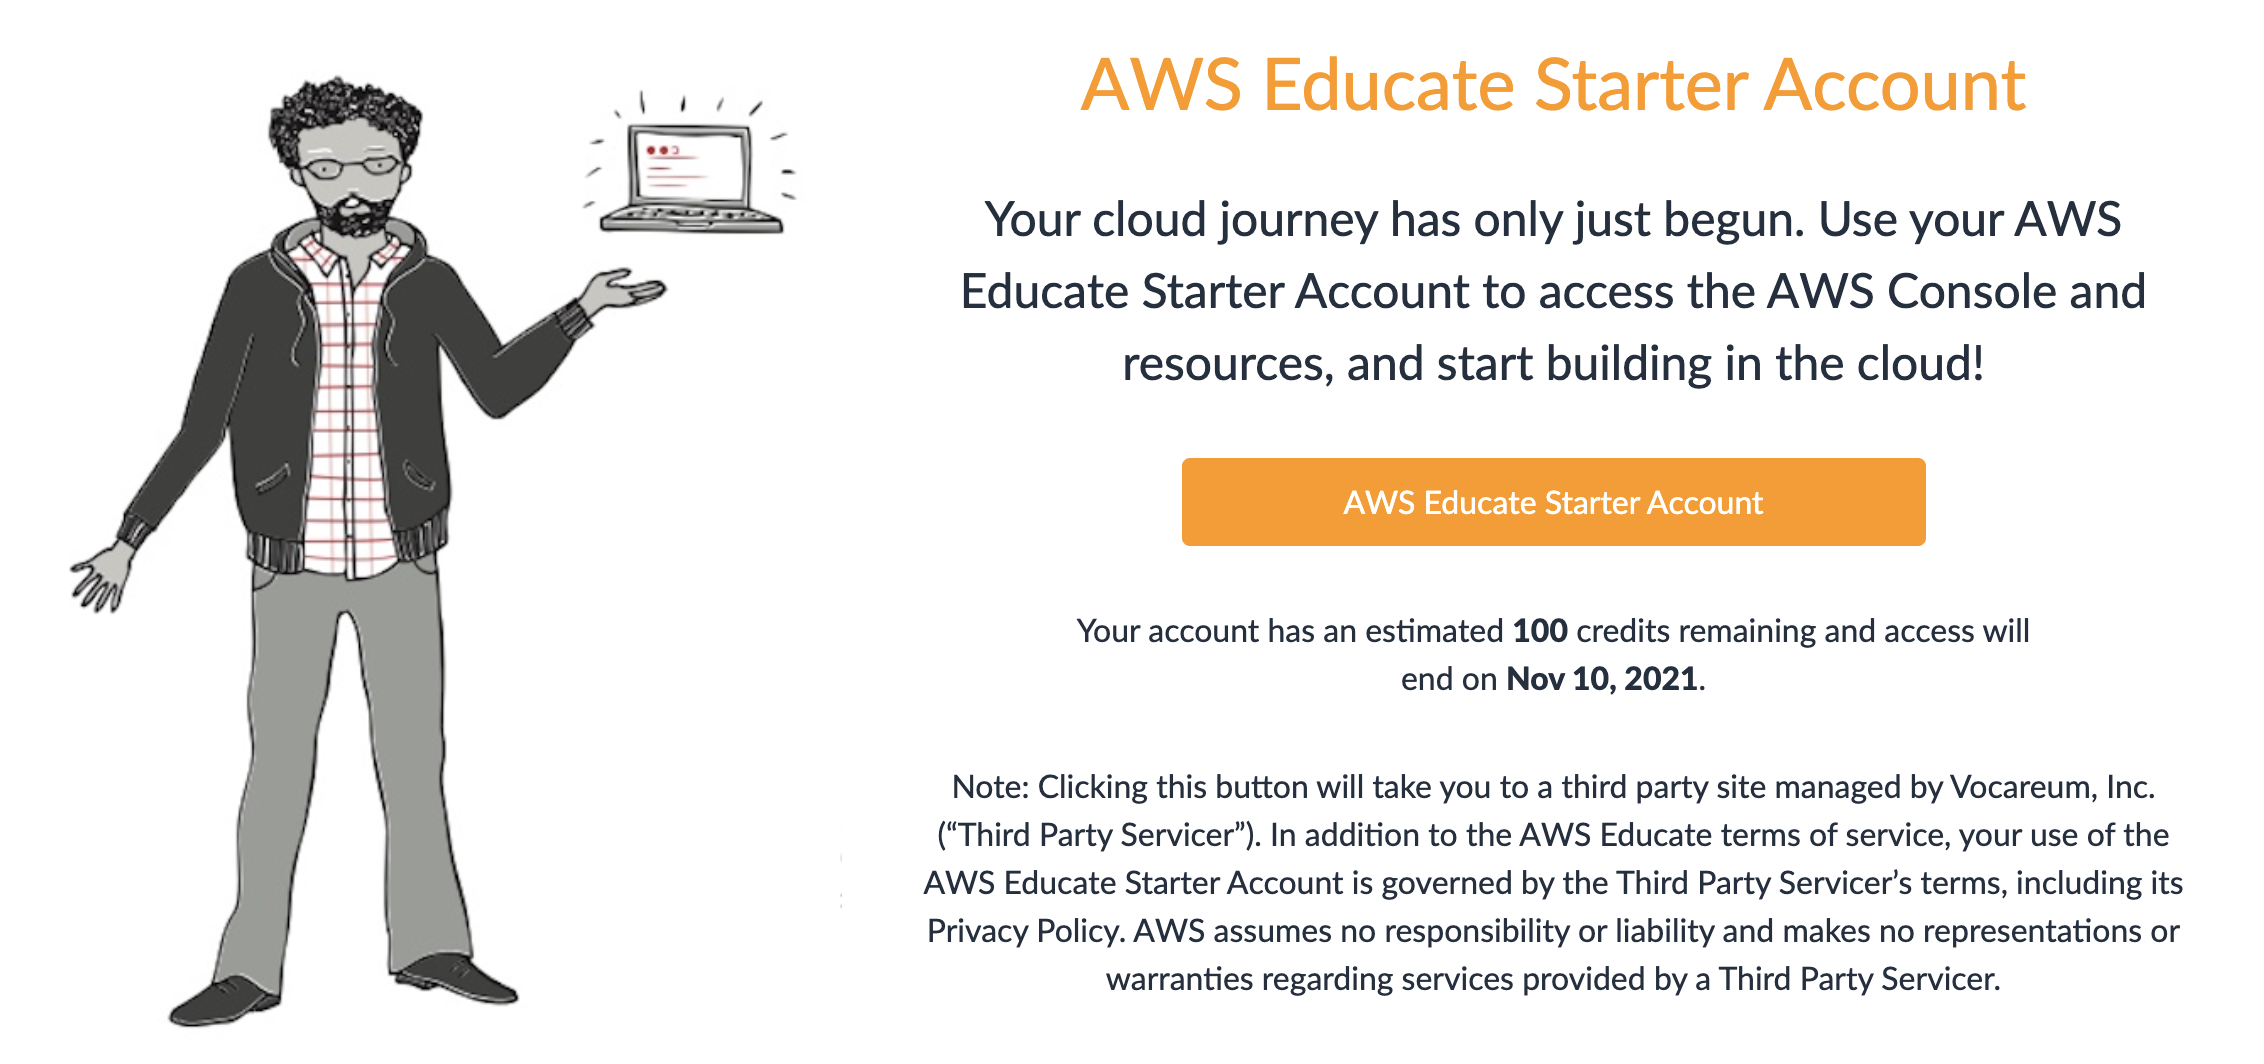 AWS Educate Starter Account
Your cloud journey has only just begun. Use your AWS
Educate Starter Account to access the AWS Console and
resources, and start building in the cloud!
AWS Educate Starter Account
Your account has an estimated 100 credits remaining and access will
end on Nov 10, 2021.
Note: Clicking this button will take you to a third party site managed by Vocareum, Inc.
(“Third Party Servicer”). In addition to the AWS Educate terms of service, your use of the
AWS Educate Starter Account is governed by the Third Party Servicer’s terms, including its
Privacy Policy. AWS assumes no responsibility or liability and makes no representations or
warranties regarding services provided by a Third Party Servicer.